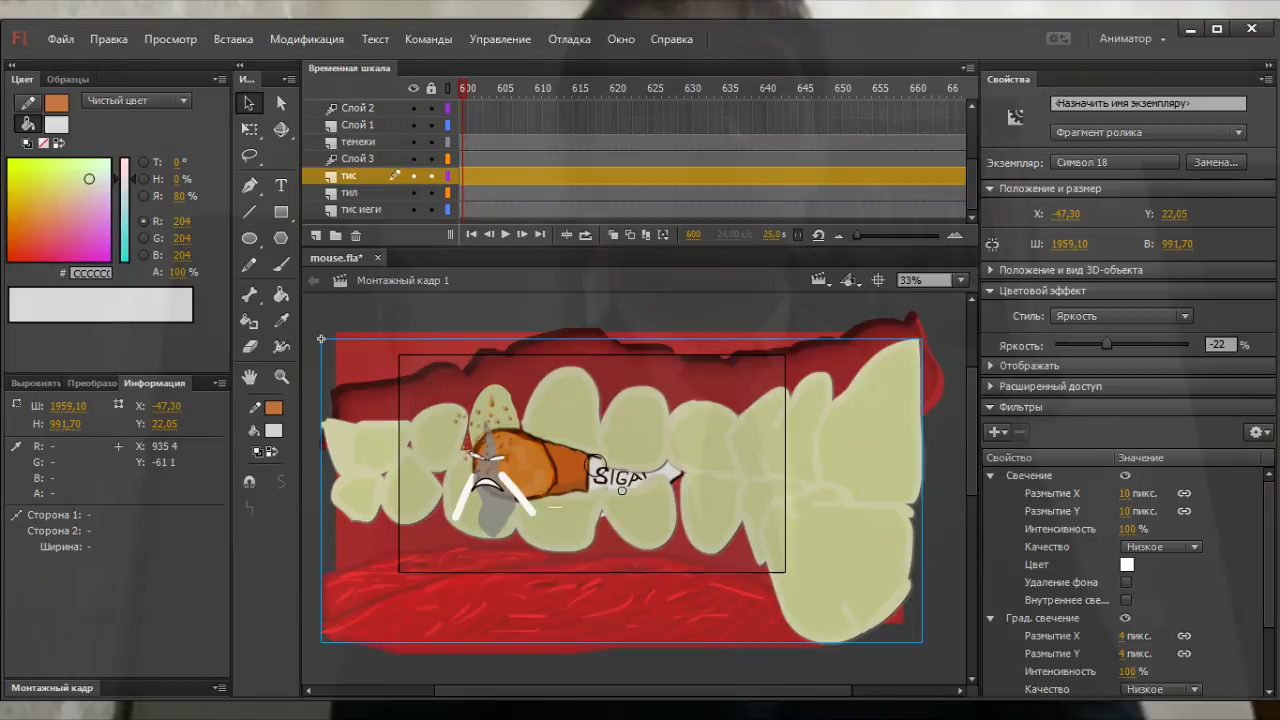 Fl Файл Правка Просмотр Вставка Модификация Текст Команды Управление Отладка Окно Справка Аниматор
Цвет Образцы
И...
Временная шкала
Свойства
Чистый цвет
600 605 610 615 620 625 630 635 640 645 650 655 660 66
<Назначить имя экземпляру>
Слой 2
Слой 1
Фрагмент ролика
темеки
Слой 3
T: 0 °
Экземпляр: Символ 18 Замена...
тис
H: 0 %
Положение и размер
тил
Я: 80 %
тис иеги
X: -47,30 Y: 22,05
R: 204
G: 204
600 24,00 к/с 25,0 s
Ш: 1959,10 В: 991,70
B: 204
mouse.fla* ×
A: 100 %
Положение и вид 3D-объекта
# CCCCCC
Монтажный кадр 1
33%
Цветовой эффект
Стиль: Яркость
Яркость: -22 %
Отображать
Выровнять Преобразо Информация
Расширенный доступ
Фильтры
Ш: 1959,10 X: -47,30
H: 991,70 Y: 22,05
Свойство Значение
R: - X: 935 4
G: - Y: -61 1
B: -
A: -
SIGAR
Свечение
Размытие X 10 пикс.
Размытие Y 10 пикс.
Сторона 1: -
Сторона 2: -
Ширина: -
Интенсивность 100 %
Качество Низкое
Цвет
Удаление фона
Внутреннее све...
Град. свечение
Размытие X 4 пикс.
Размытие Y 4 пикс.
Интенсивность 100 %
Монтажный кадр
Качество Низкое